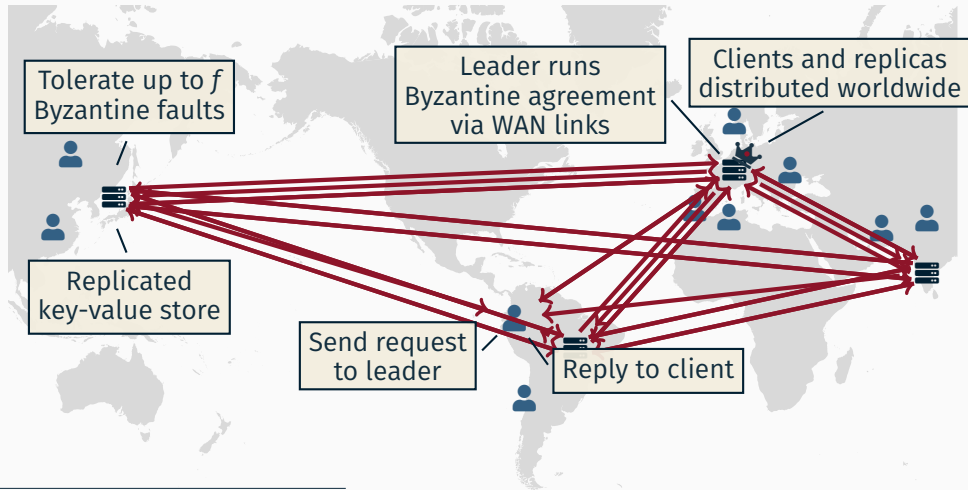 Tolerate up to f
Byzantine faults
Leader runs
Byzantine agreement
via WAN links
Clients and replicas
distributed worldwide
Replicated
key-value store
Send request
to leader
Reply to client